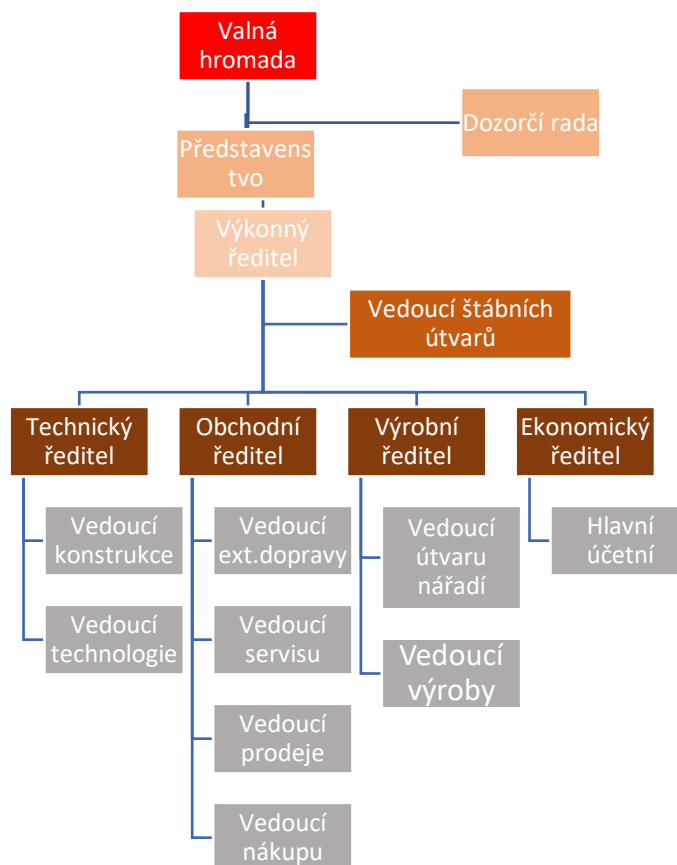 Valná
hromada
Dozorčí rada
Představens
tvo
Výkonný
ředitel
Vedoucí štábních
útvarů
Technický
ředitel
Obchodní
ředitel
Výrobní
ředitel
Ekonomický
ředitel
Vedoucí
konstrukce
Vedoucí
technologie
Vedoucí
ext.dopravy
Vedoucí
servisu
Vedoucí
prodeje
Vedoucí
nákupu
Vedoucí
útvaru
nářadí
Vedoucí
výroby
Hlavní
účetní